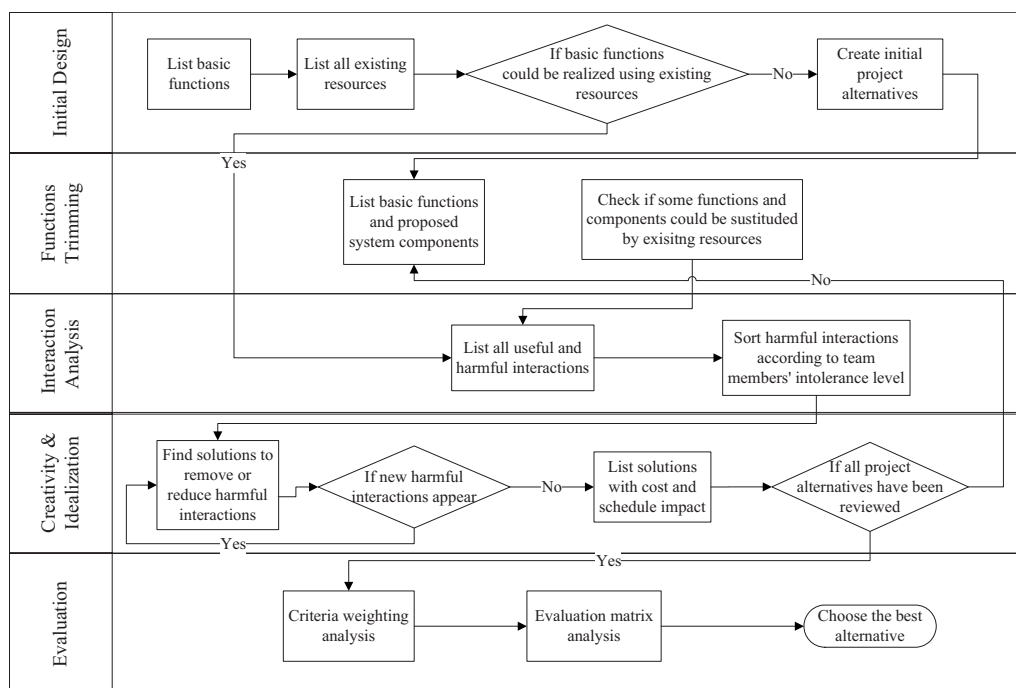 Initial Design
List basic
functions
List all existing
resources
If basic functions
could be realized using existing
resources
No
Create initial
project
alternatives
Yes
Functions
Trimming
List basic functions
and proposed
system components
Check if some functions and
components could be sustituded
by exisitng resources
No
Interaction
Analysis
List all useful and
harmful interactions
Sort harmful interactions
according to team
members' intolerance level
Creativity &
Idealization
Find solutions to
remove or
reduce harmful
interactions
If new harmful
interactions appear
No
List solutions
with cost and
schedule impact
If all project
alternatives have been
reviewed
Yes
Yes
Evaluation
Criteria weighting
analysis
Evaluation matrix
analysis
Choose the best
alternative